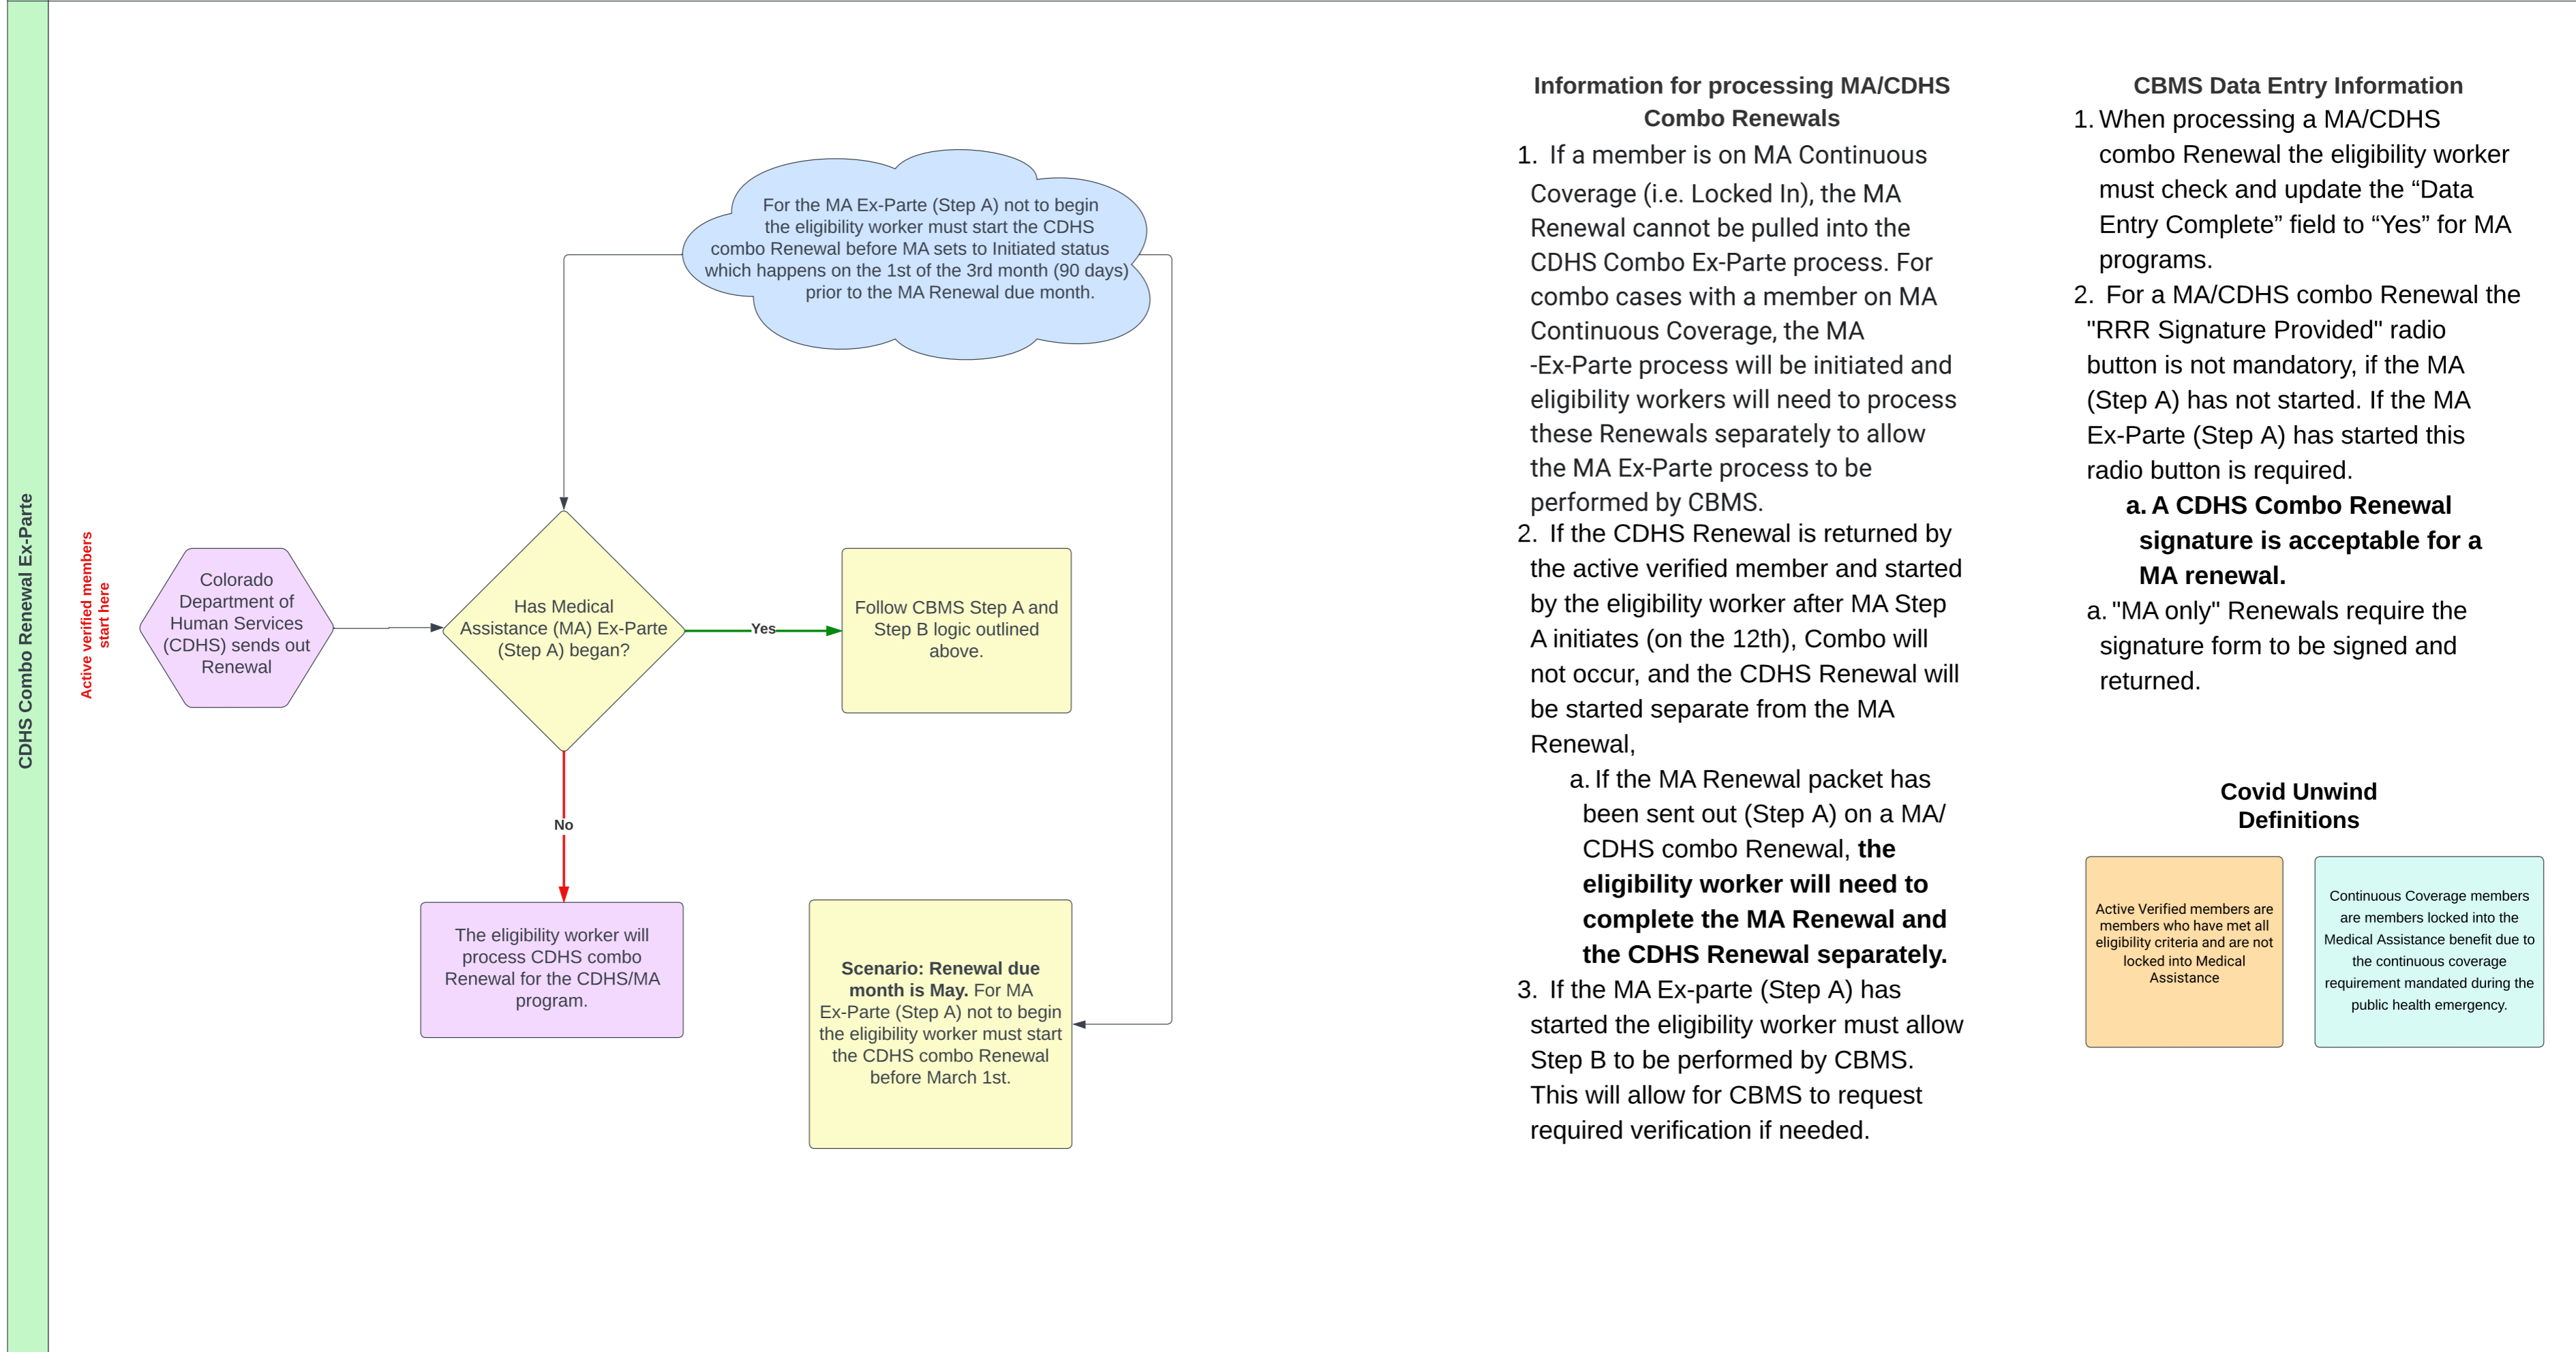 CDHS Combo Renewal Ex-Parte
Active verified members
start here
Colorado
Department of
Human Services
(CDHS) sends out
Renewal
For the MA Ex-Parte (Step A) not to begin
the eligibility worker must start the CDHS
combo Renewal before MA sets to Initiated status
which happens on the 1st of the 3rd month (90 days)
prior to the MA Renewal due month.
Has Medical
Assistance (MA) Ex-Parte
(Step A) began?
Yes
Follow CBMS Step A and
Step B logic outlined
above.
No
The eligibility worker will
process CDHS combo
Renewal for the CDHS/MA
program.
Scenario: Renewal due
month is May. For MA
Ex-Parte (Step A) not to begin
the eligibility worker must start
the CDHS combo Renewal
before March 1st.
Information for processing MA/CDHS
Combo Renewals
1. If a member is on MA Continuous
Coverage (i.e. Locked In), the MA
Renewal cannot be pulled into the
CDHS Combo Ex-Parte process. For
combo cases with a member on MA
Continuous Coverage, the MA
-Ex-Parte process will be initiated and
eligibility workers will need to process
these Renewals separately to allow
the MA Ex-Parte process to be
performed by CBMS.
2. If the CDHS Renewal is returned by
the active verified member and started
by the eligibility worker after MA Step
A initiates (on the 12th), Combo will
not occur, and the CDHS Renewal will
be started separate from the MA
Renewal,
a. If the MA Renewal packet has
been sent out (Step A) on a MA/
CDHS combo Renewal, the
eligibility worker will need to
complete the MA Renewal and
the CDHS Renewal separately.
3. If the MA Ex-parte (Step A) has
started the eligibility worker must allow
Step B to be performed by CBMS.
This will allow for CBMS to request
required verification if needed.
CBMS Data Entry Information
1. When processing a MA/CDHS
combo Renewal the eligibility worker
must check and update the “Data
Entry Complete” field to “Yes” for MA
programs.
2. For a MA/CDHS combo Renewal the
"RRR Signature Provided" radio
button is not mandatory, if the MA
(Step A) has not started. If the MA
Ex-Parte (Step A) has started this
radio button is required.
a. A CDHS Combo Renewal
signature is acceptable for a
MA renewal.
a. "MA only" Renewals require the
signature form to be signed and
returned.
Covid Unwind
Definitions
Active Verified members are
members who have met all
eligibility criteria and are not
locked into Medical
Assistance
Continuous Coverage members
are members locked into the
Medical Assistance benefit due to
the continuous coverage
requirement mandated during the
public health emergency.